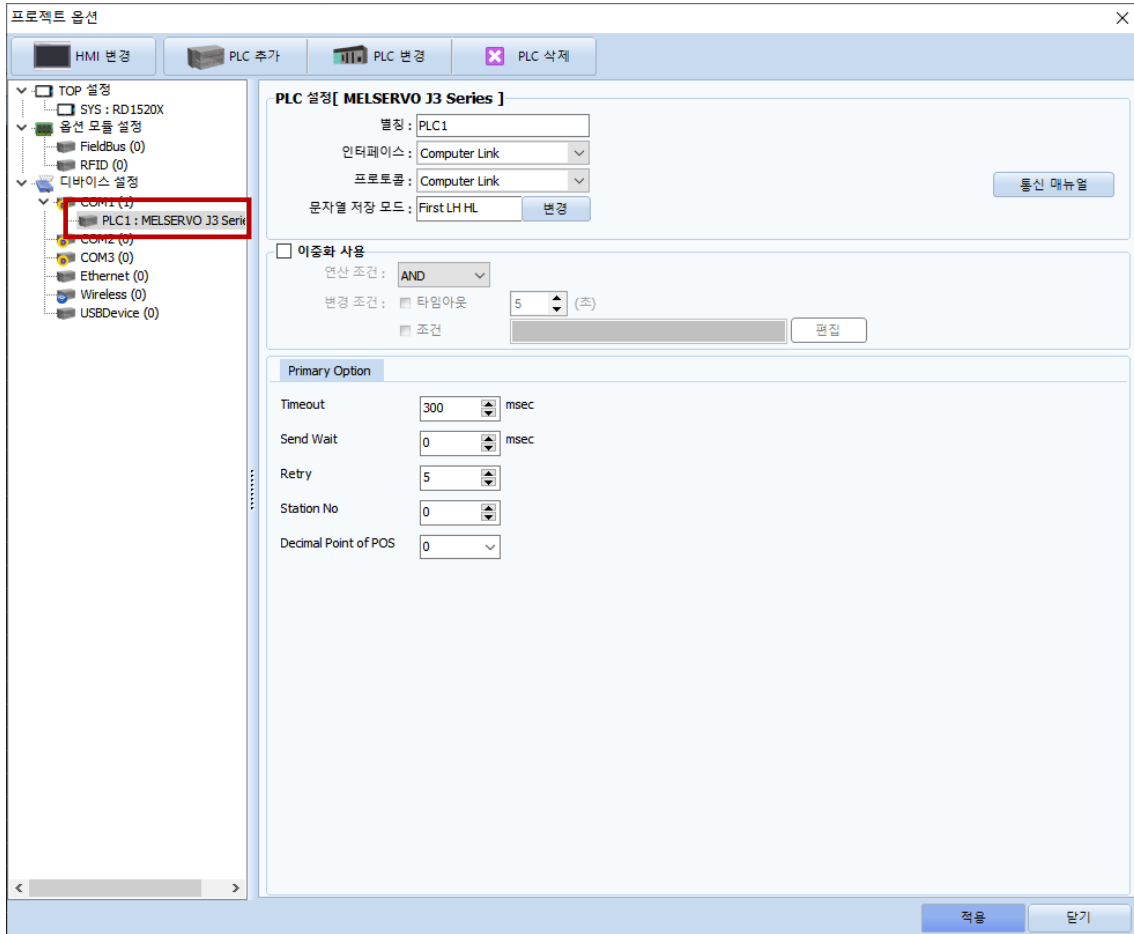 프로젝트 옵션
HMI 변경 PLC 추가 PLC 변경 PLC 삭제
TOP 설정
SYS : RD1520X
옵션 모듈 설정
FieldBus (0)
RFID (0)
디바이스 설정
COM1 (1)
PLC1 : MELSERVO J3 Serie
COM2 (0)
COM3 (0)
Ethernet (0)
Wireless (0)
USBDevice (0)
PLC 설정[ MELSERVO J3 Series ]
별칭 : PLC1
인터페이스 : Computer Link
프로토콜 : Computer Link
통신 매뉴얼
문자열 저장 모드 : First LH HL 변경
이중화 사용
연산 조건 : AND
변경 조건 : 타임아웃 5 (초)
조건 편집
Primary Option
Timeout 300 msec
Send Wait 0 msec
Retry 5
Station No 0
Decimal Point of POS 0
적용 닫기